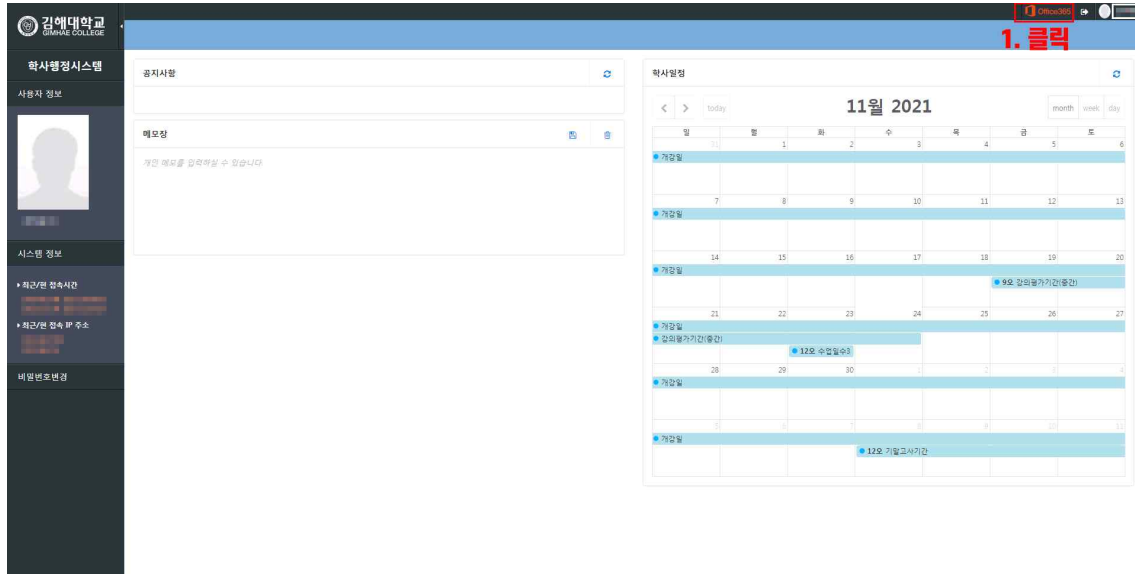 김해대학교
GIMHAE COLLEGE
Office365
1. 클릭
학사행정시스템
사용자 정보
시스템 정보
최근/현 접속시간
최근/현 접속 IP 주소
비밀번호변경
공지사항
메모장
개인 메모를 입력하실 수 있습니다
학사일정
today
11월 2021
month week day
일 월 화 수 목 금 토
31 1 2 3 4 5 6
개강일
7 8 9 10 11 12 13
개강일
14 15 16 17 18 19 20
개강일
9오 강의평가기간(중간)
21 22 23 24 25 26 27
개강일
강의평가기간(중간)
12오 수업일수3
28 29 30 1 2 3 4
개강일
5 6 7 8 9 10 11
개강일
12오 기말고사기간